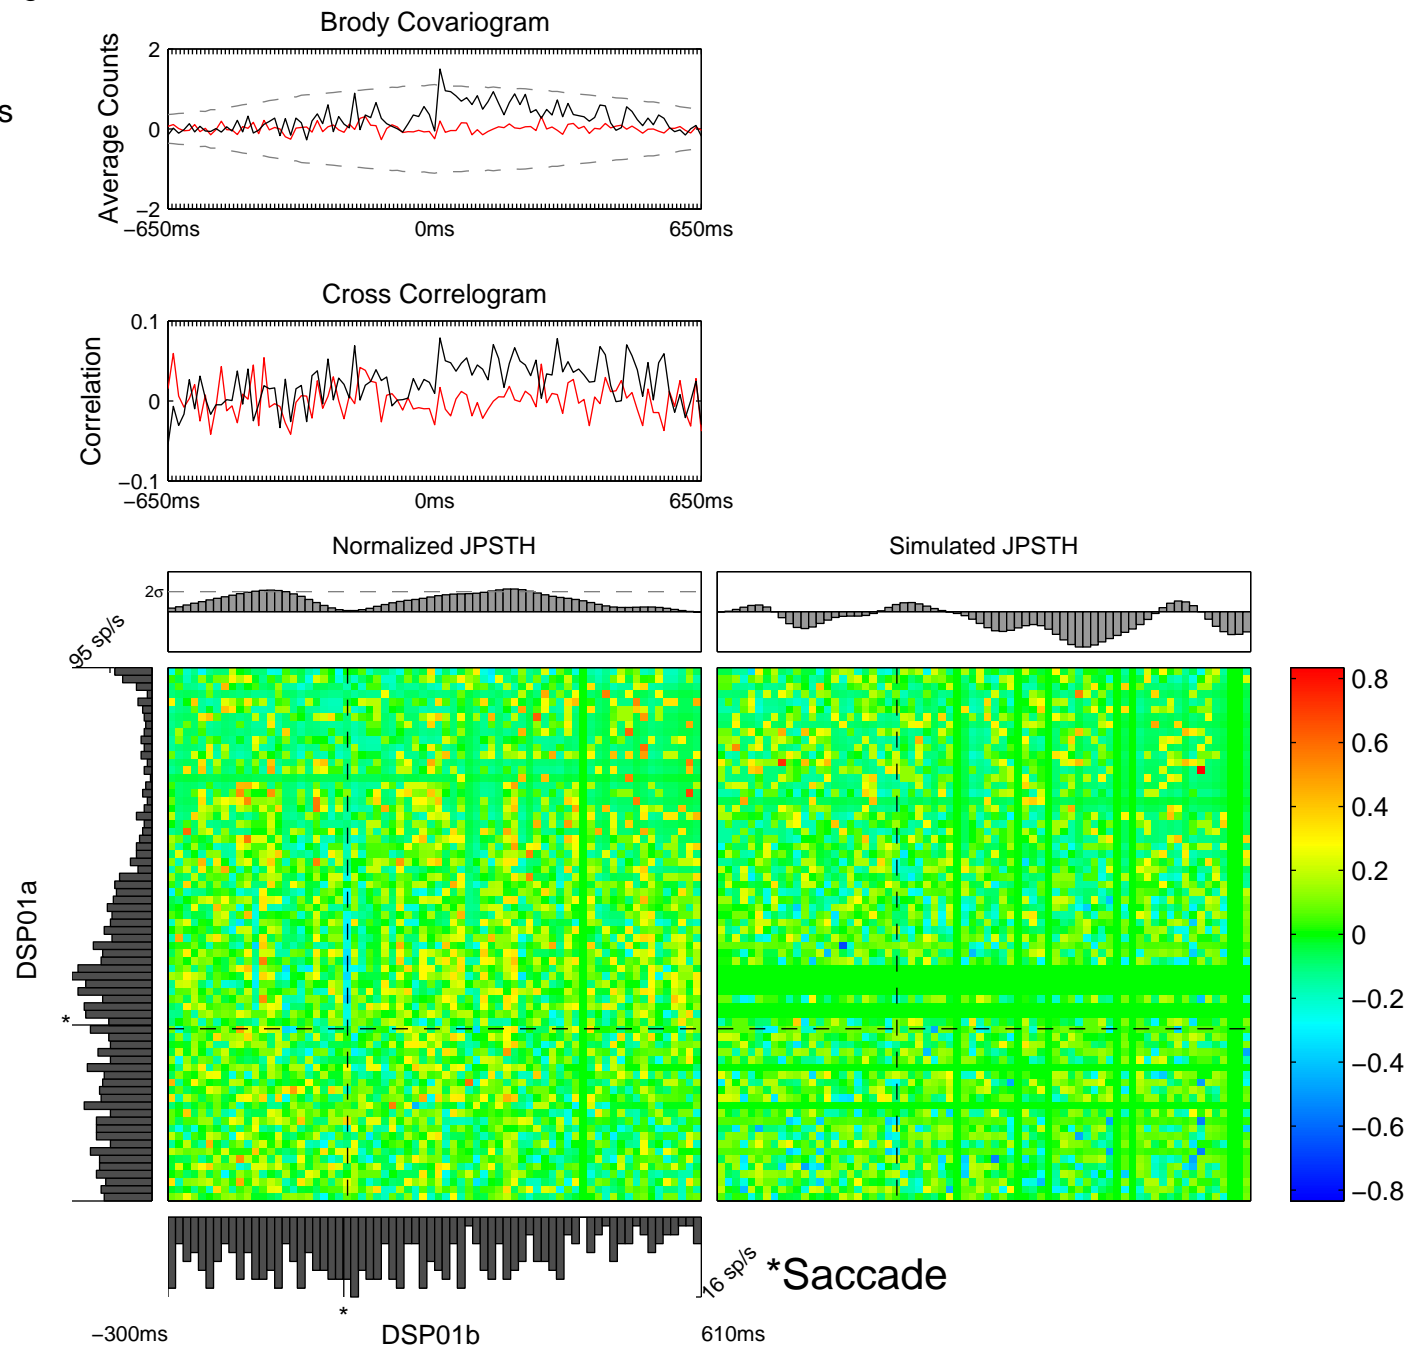 Brody Covariogram
Average Counts
2
0
−2
−650ms 0ms 650ms
s
Cross Correlogram
Correlation
0.1
0
−0.1
−650ms 0ms 650ms
Normalized JPSTH
Simulated JPSTH
2σ
95 sp/s
DSP01a
*
0.8
0.6
0.4
0.2
0
−0.2
−0.4
−0.6
−0.8
16 sp/s
*Saccade
*
−300ms DSP01b 610ms